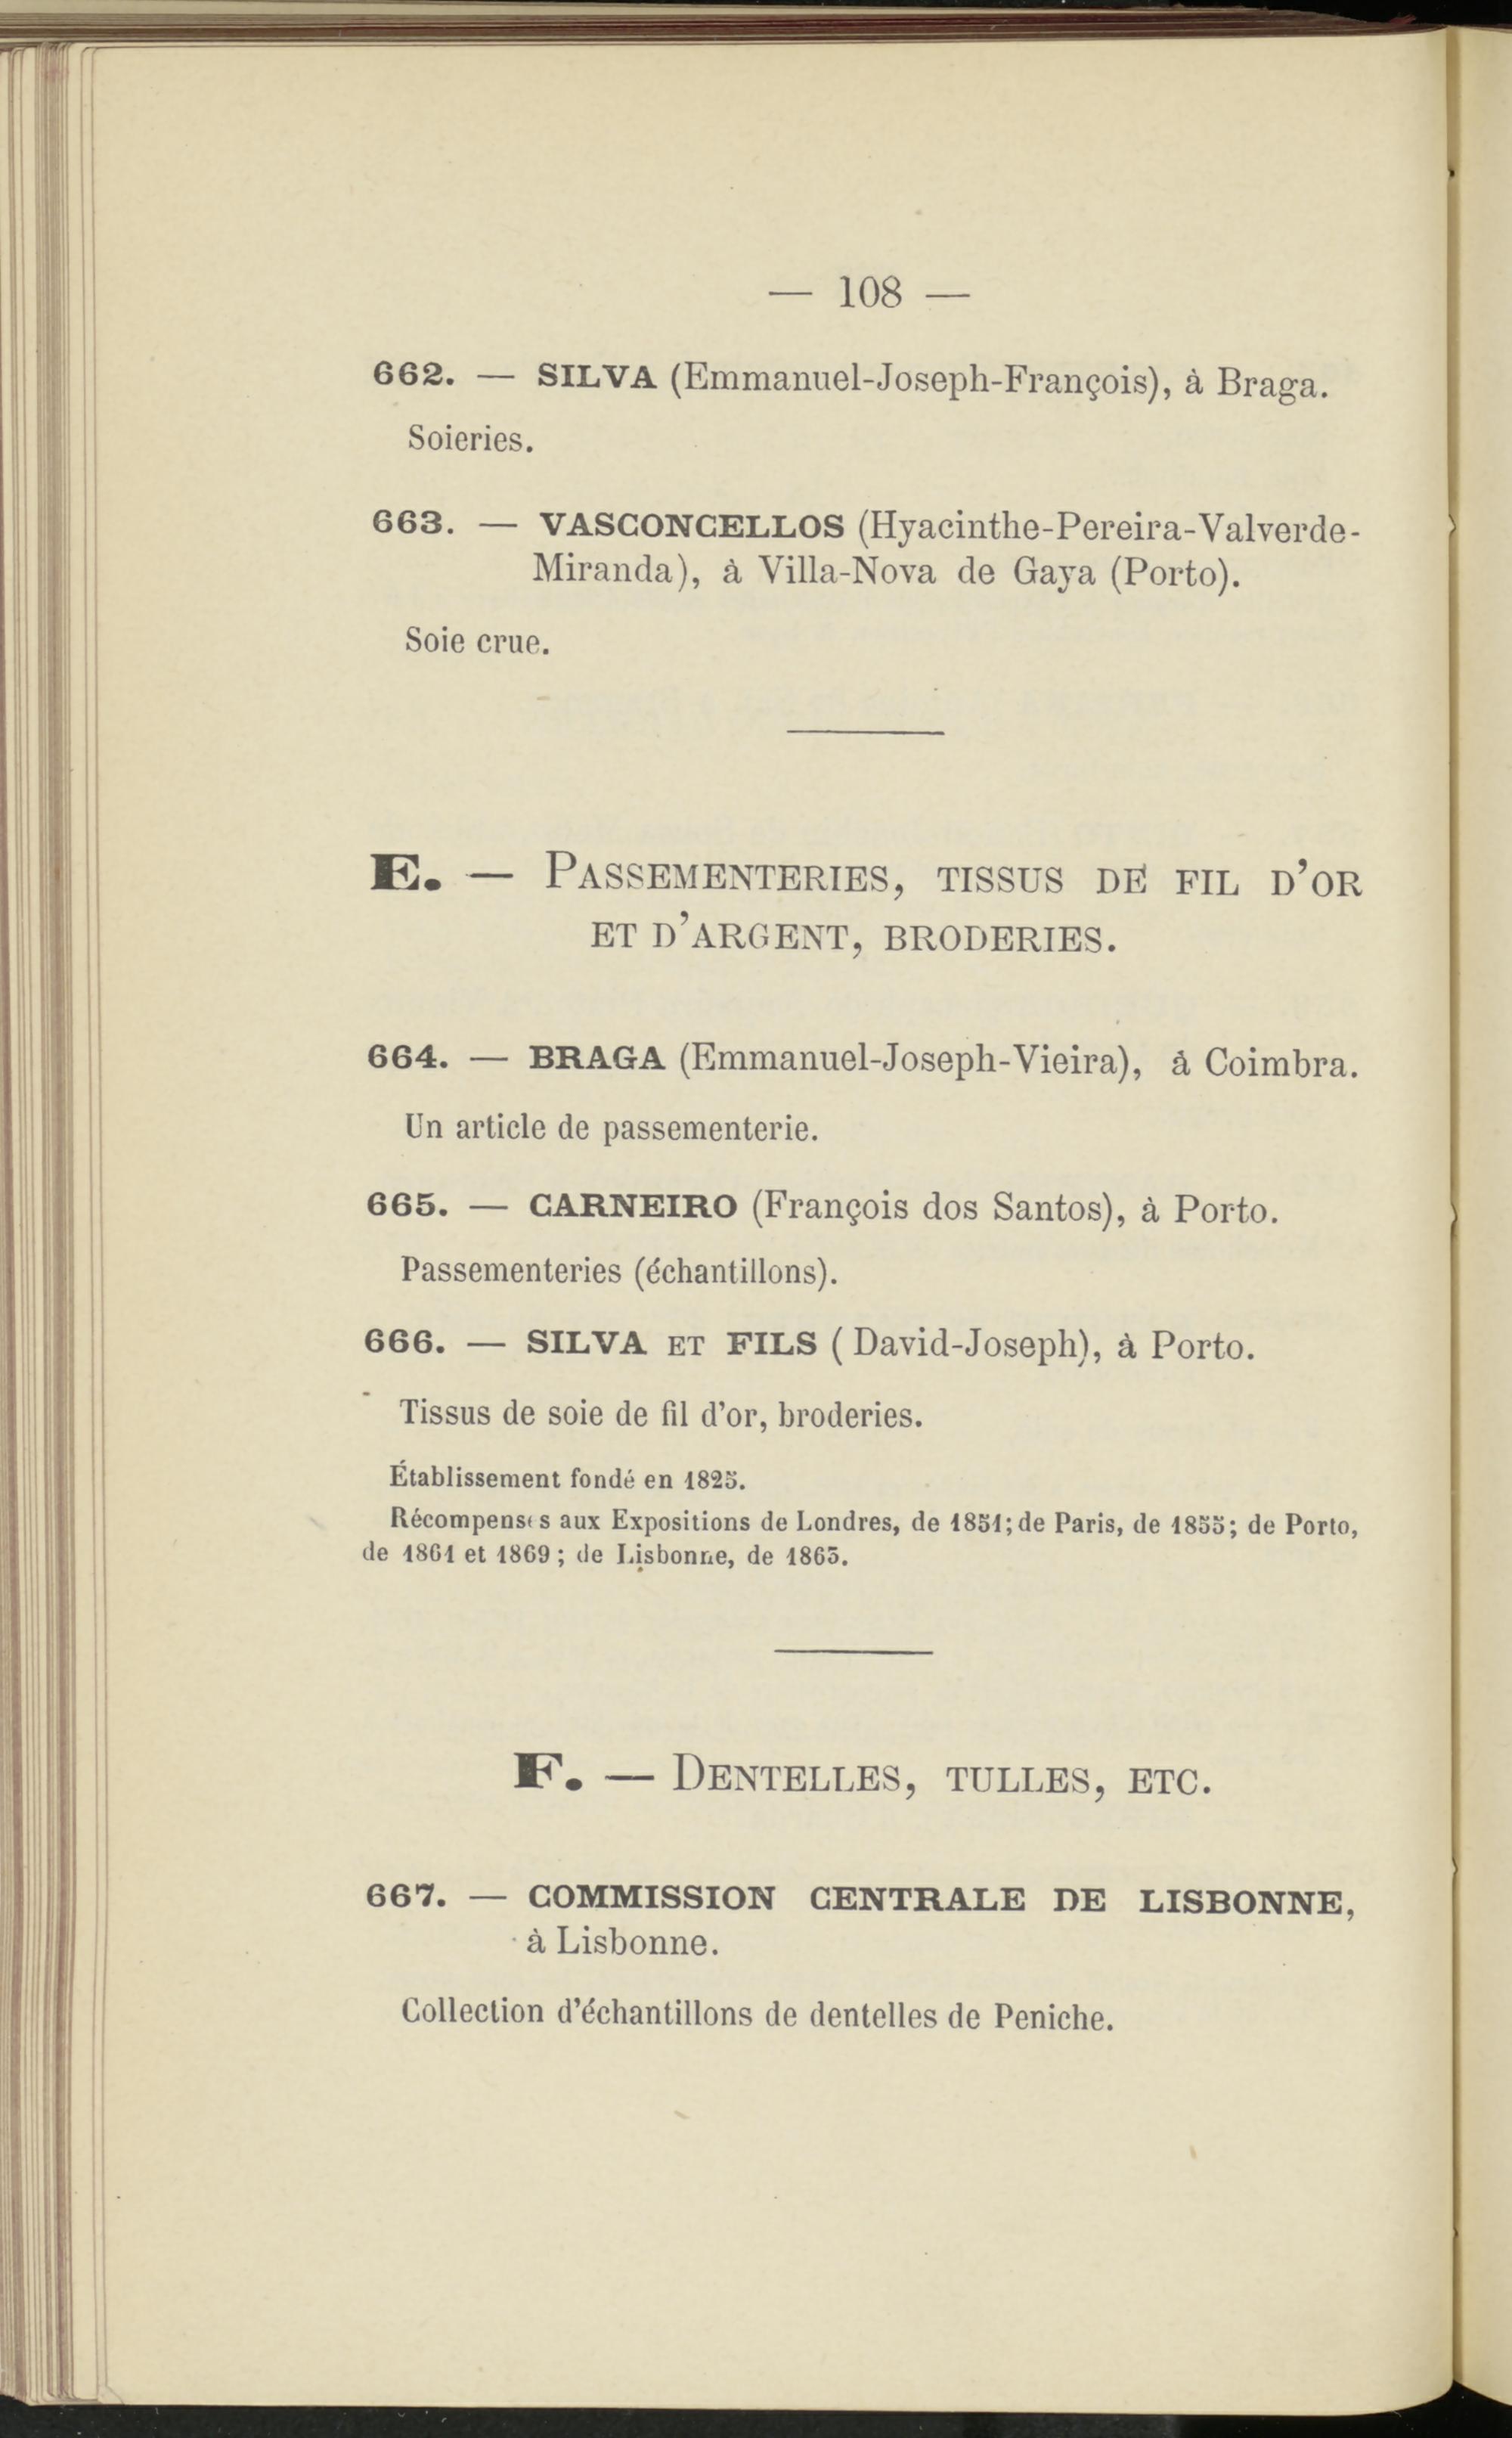 — 108 —
662. — SILVA (Emmanuel-Joseph-François), à Braga.
Soieries.
663. — VASCONCELLOS (Hyacinthe-Pereira-Valverde-
Miranda), à Villa-Nova de Gaya (Porto).
Soie crue.
E. — PASSEMENTERIES, TISSUS DE FIL D'OR
ET D'ARGENT, BRODERIES.
664. — BRAGA (Emmanuel-Joseph-Vieira), à Coimbra.
Un article de passementerie.
665. — CARNEIRO (François dos Santos), à Porto.
Passementeries (échantillons).
666. — SILVA ET FILS (David-Joseph), à Porto.
Tissus de soie de fil d'or, broderies.
Établissement fondé en 1825.
Récompenses aux Expositions de Londres, de 1851; de Paris, de 1855; de Porto,
de 1861 et 1869; de Lisbonne, de 1865.
F. — DENTELLES, TULLES, ETC.
667. — COMMISSION CENTRALE DE LISBONNE,
à Lisbonne.
Collection d'échantillons de dentelles de Peniche.